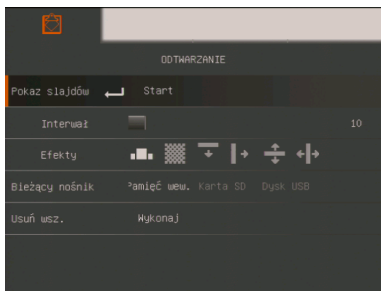 ODTWARZANIE
Pokaz slajdów Start
Interwał 10
Efekty
Bieżący nośnik Pamięć wew. Karta SD Dysk USB
Usuń wsz. Wykonaj